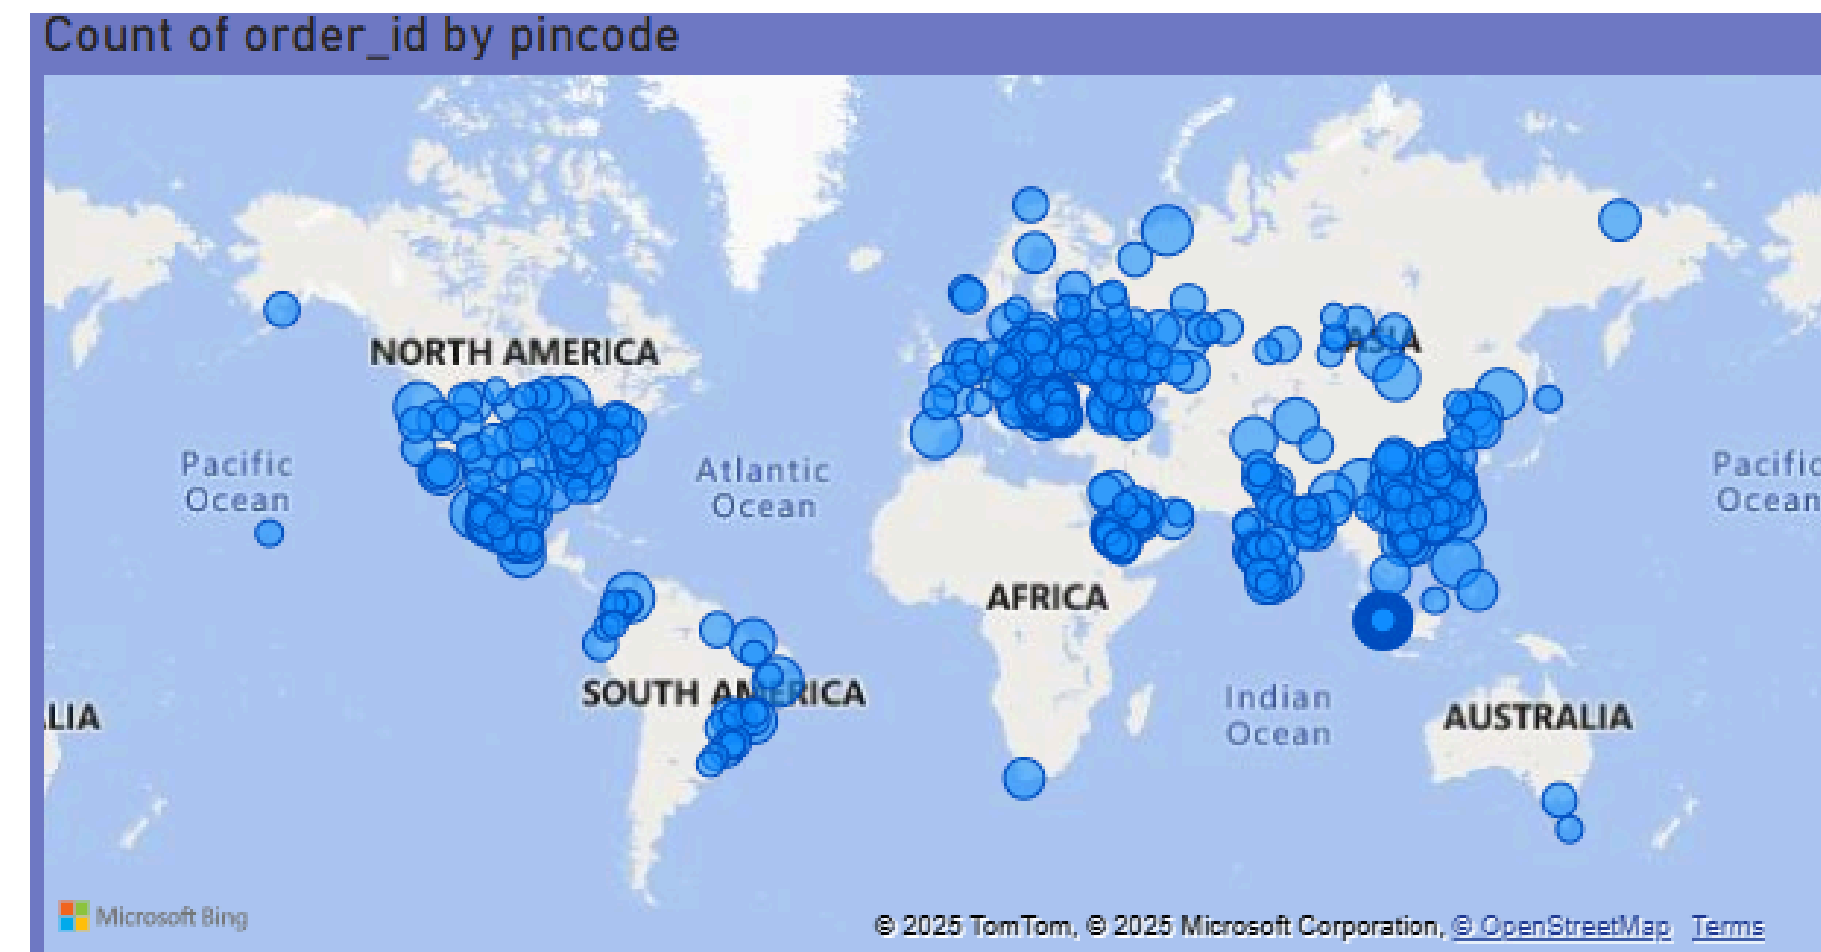 Count of order_id by pincode
NORTH AMERICA
ASIA
Pacific
Ocean
Atlantic
Ocean
Pacific
Ocean
AFRICA
SOUTH AMERICA
Indian
Ocean
LIA
AUSTRALIA
Microsoft Bing
© 2025 TomTom, © 2025 Microsoft Corporation, © OpenStreetMap Terms